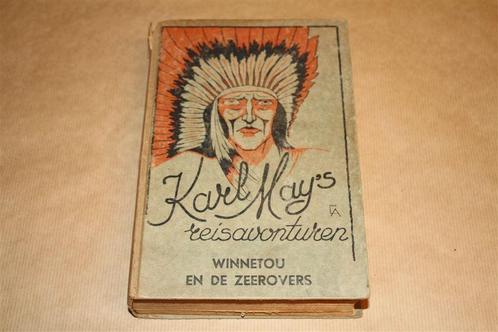 Karl May's
reisavonturen
WINNETOU
EN DE ZEEROVERS